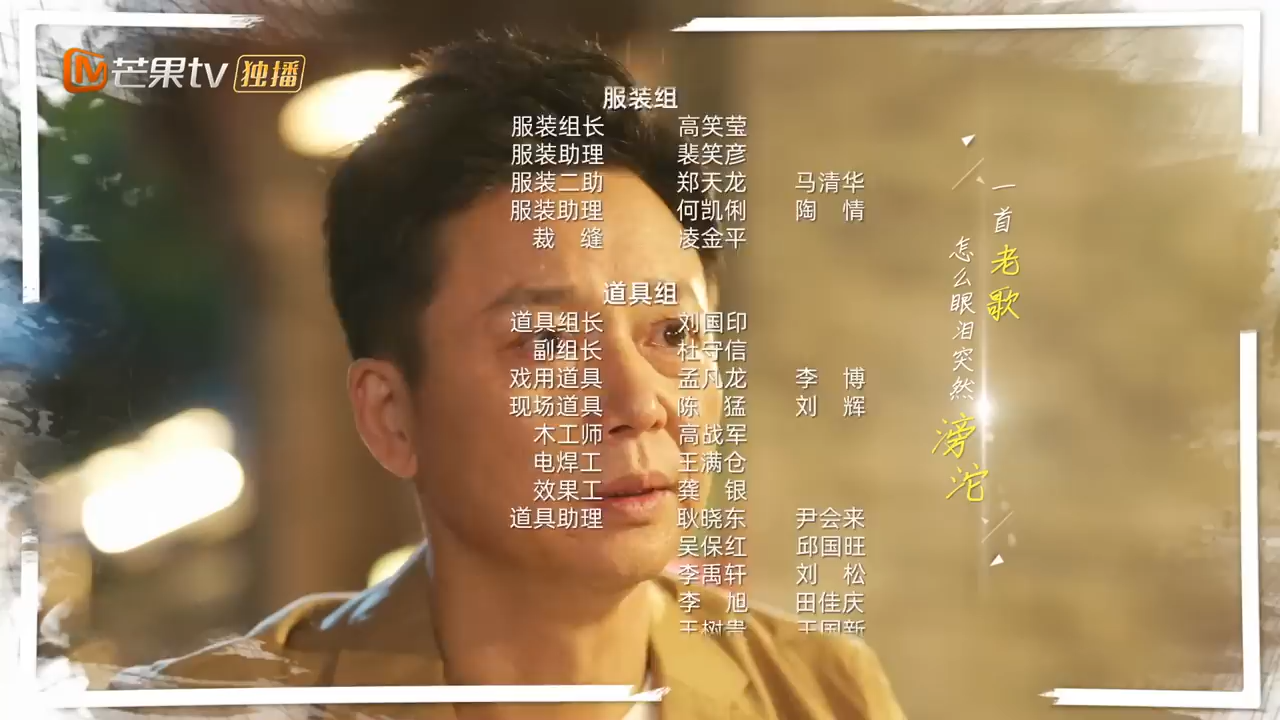 芒果tv 独播
服装组
服装组长 高笑莹
服装助理 裴笑彦
服装二助 郑天龙 马清华
服装助理 何凯俐 陶 情
裁 缝 凌金平
道具组
道具组长 刘国印
副组长 杜守信
戏用道具 孟凡龙 李 博
现场道具 陈 猛 刘 辉
木工师 高战军
电焊工 王满仓
效果工 龚 银
道具助理 耿晓东 尹会来
吴保红 邱国旺
李禹轩 刘 松
李 旭 田佳庆
王树贵 王国新
一首老歌
怎么眼泪突然滂沱